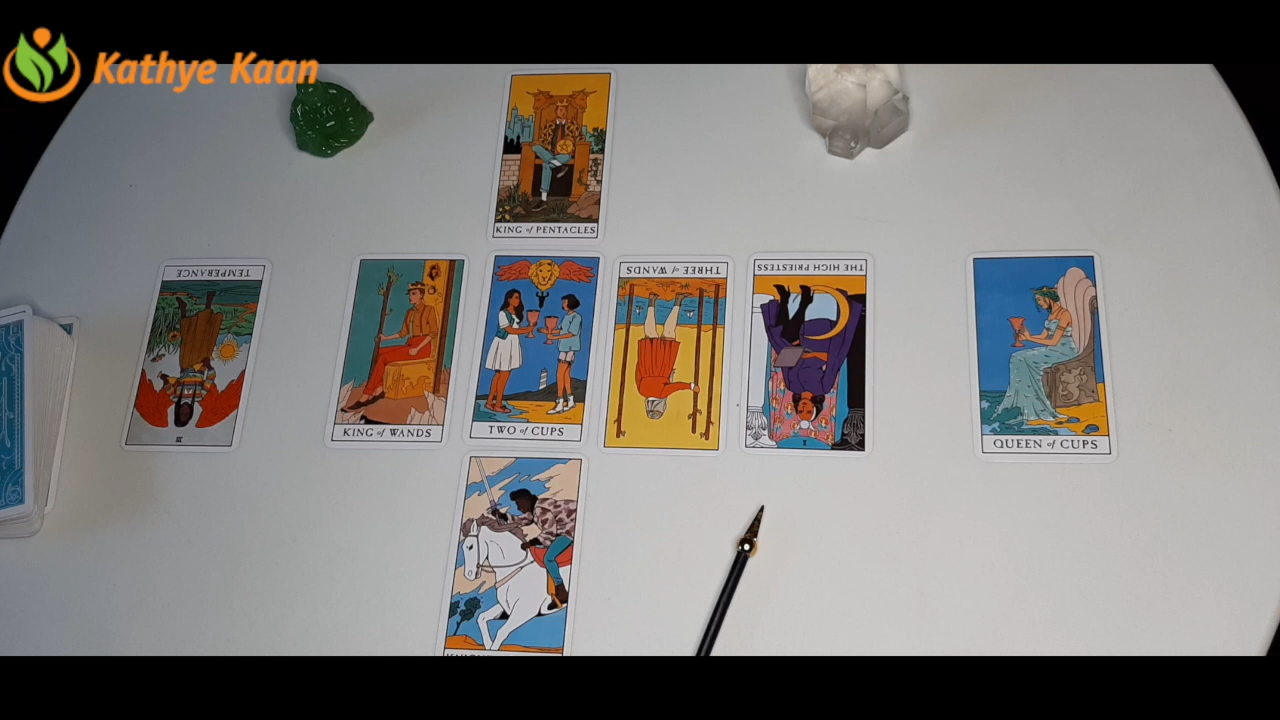 Kathye Kaan
KING of PENTACLES
TEMPERANCE
KING of WANDS
TWO of CUPS
THREE of WANDS
THE HIGH PRIESTESS
QUEEN of CUPS